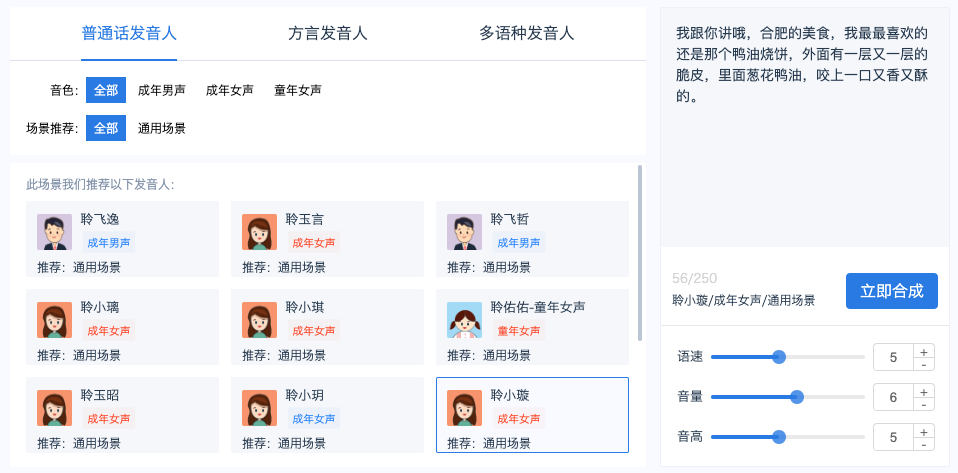 普通话发音人 方言发音人 多语种发音人
音色： 全部 成年男声 成年女声 童年女声
场景推荐： 全部 通用场景
此场景我们推荐以下发音人：
聆飞逸
成年男声
推荐：通用场景
聆玉言
成年女声
推荐：通用场景
聆飞哲
成年男声
推荐：通用场景
聆小璃
成年女声
推荐：通用场景
聆小琪
成年女声
推荐：通用场景
聆佑佑-童年女声
童年女声
推荐：通用场景
聆玉昭
成年女声
推荐：通用场景
聆小玥
成年女声
推荐：通用场景
聆小璇
成年女声
推荐：通用场景
我跟你讲哦，合肥的美食，我最最喜欢的
还是那个鸭油烧饼，外面有一层又一层的
脆皮，里面葱花鸭油，咬上一口又香又酥
的。
56/250
聆小璇/成年女声/通用场景
立即合成
语速 5 + -
音量 6 + -
音高 5 + -